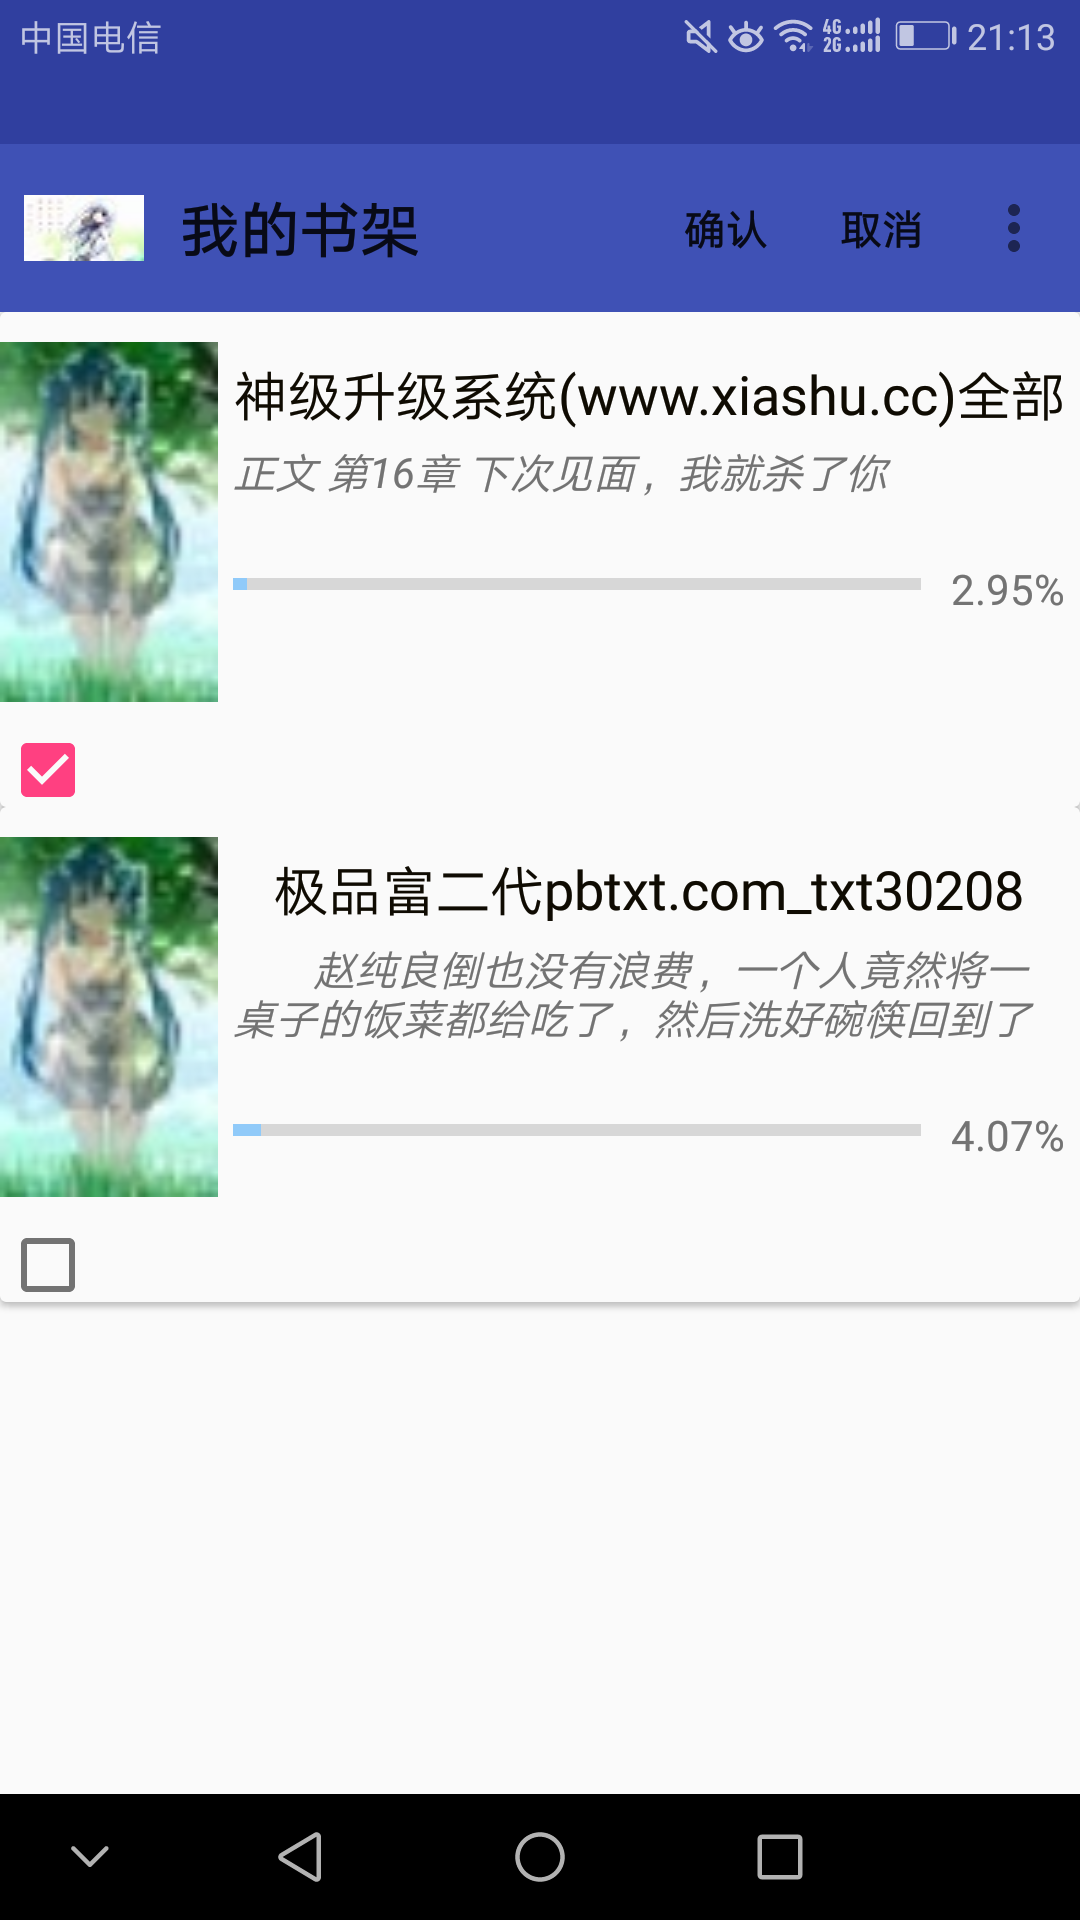 中国电信
4G
2G
21:13
我的书架
确认
取消
神级升级系统(www.xiashu.cc)全部
正文 第16章 下次见面，我就杀了你
2.95%
极品富二代pbtxt.com_txt30208
赵纯良倒也没有浪费，一个人竟然将一
桌子的饭菜都给吃了，然后洗好碗筷回到了
4.07%